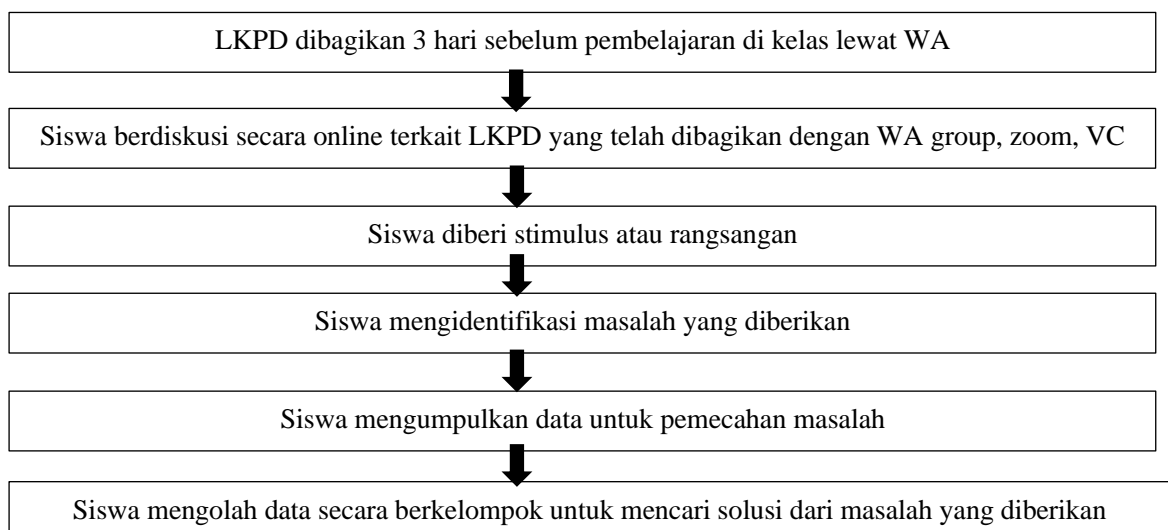 LKPD dibagikan 3 hari sebelum pembelajaran di kelas lewat WA
Siswa berdiskusi secara online terkait LKPD yang telah dibagikan dengan WA group, zoom, VC
Siswa diberi stimulus atau rangsangan
Siswa mengidentifikasi masalah yang diberikan
Siswa mengumpulkan data untuk pemecahan masalah
Siswa mengolah data secara berkelompok untuk mencari solusi dari masalah yang diberikan